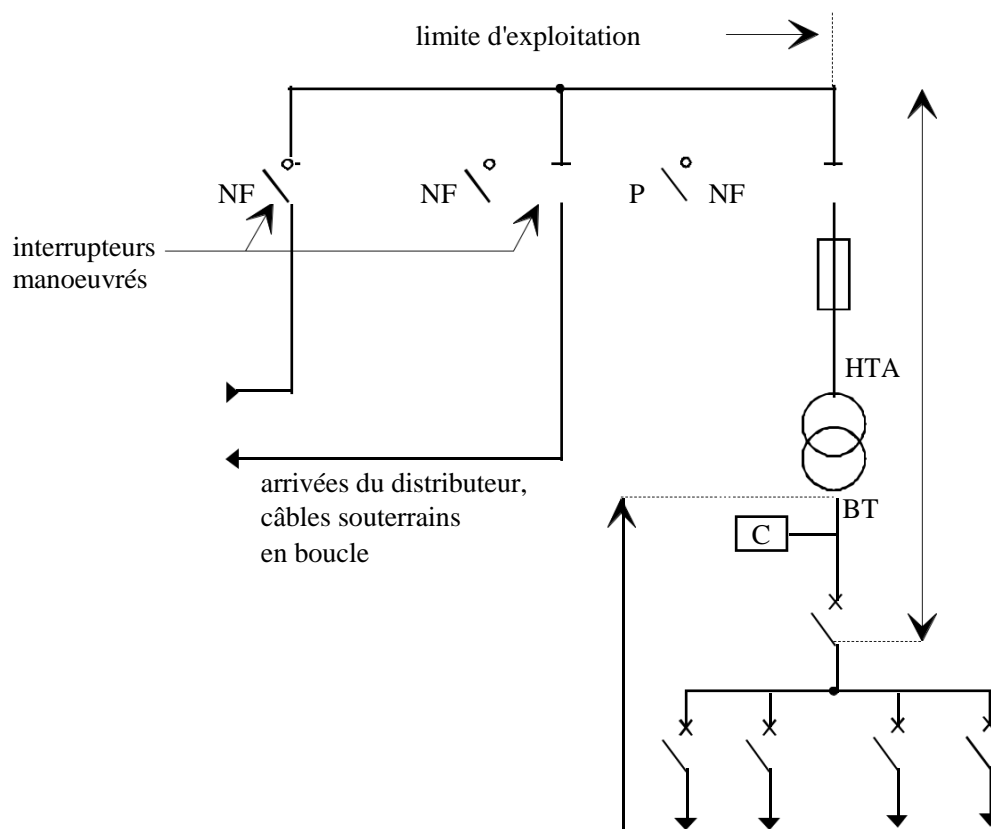 limite d'exploitation
NF
NF
P
NF
interrupteurs
manoeuvrés
HTA
arrivées du distributeur,
câbles souterrains
en boucle
BT
C